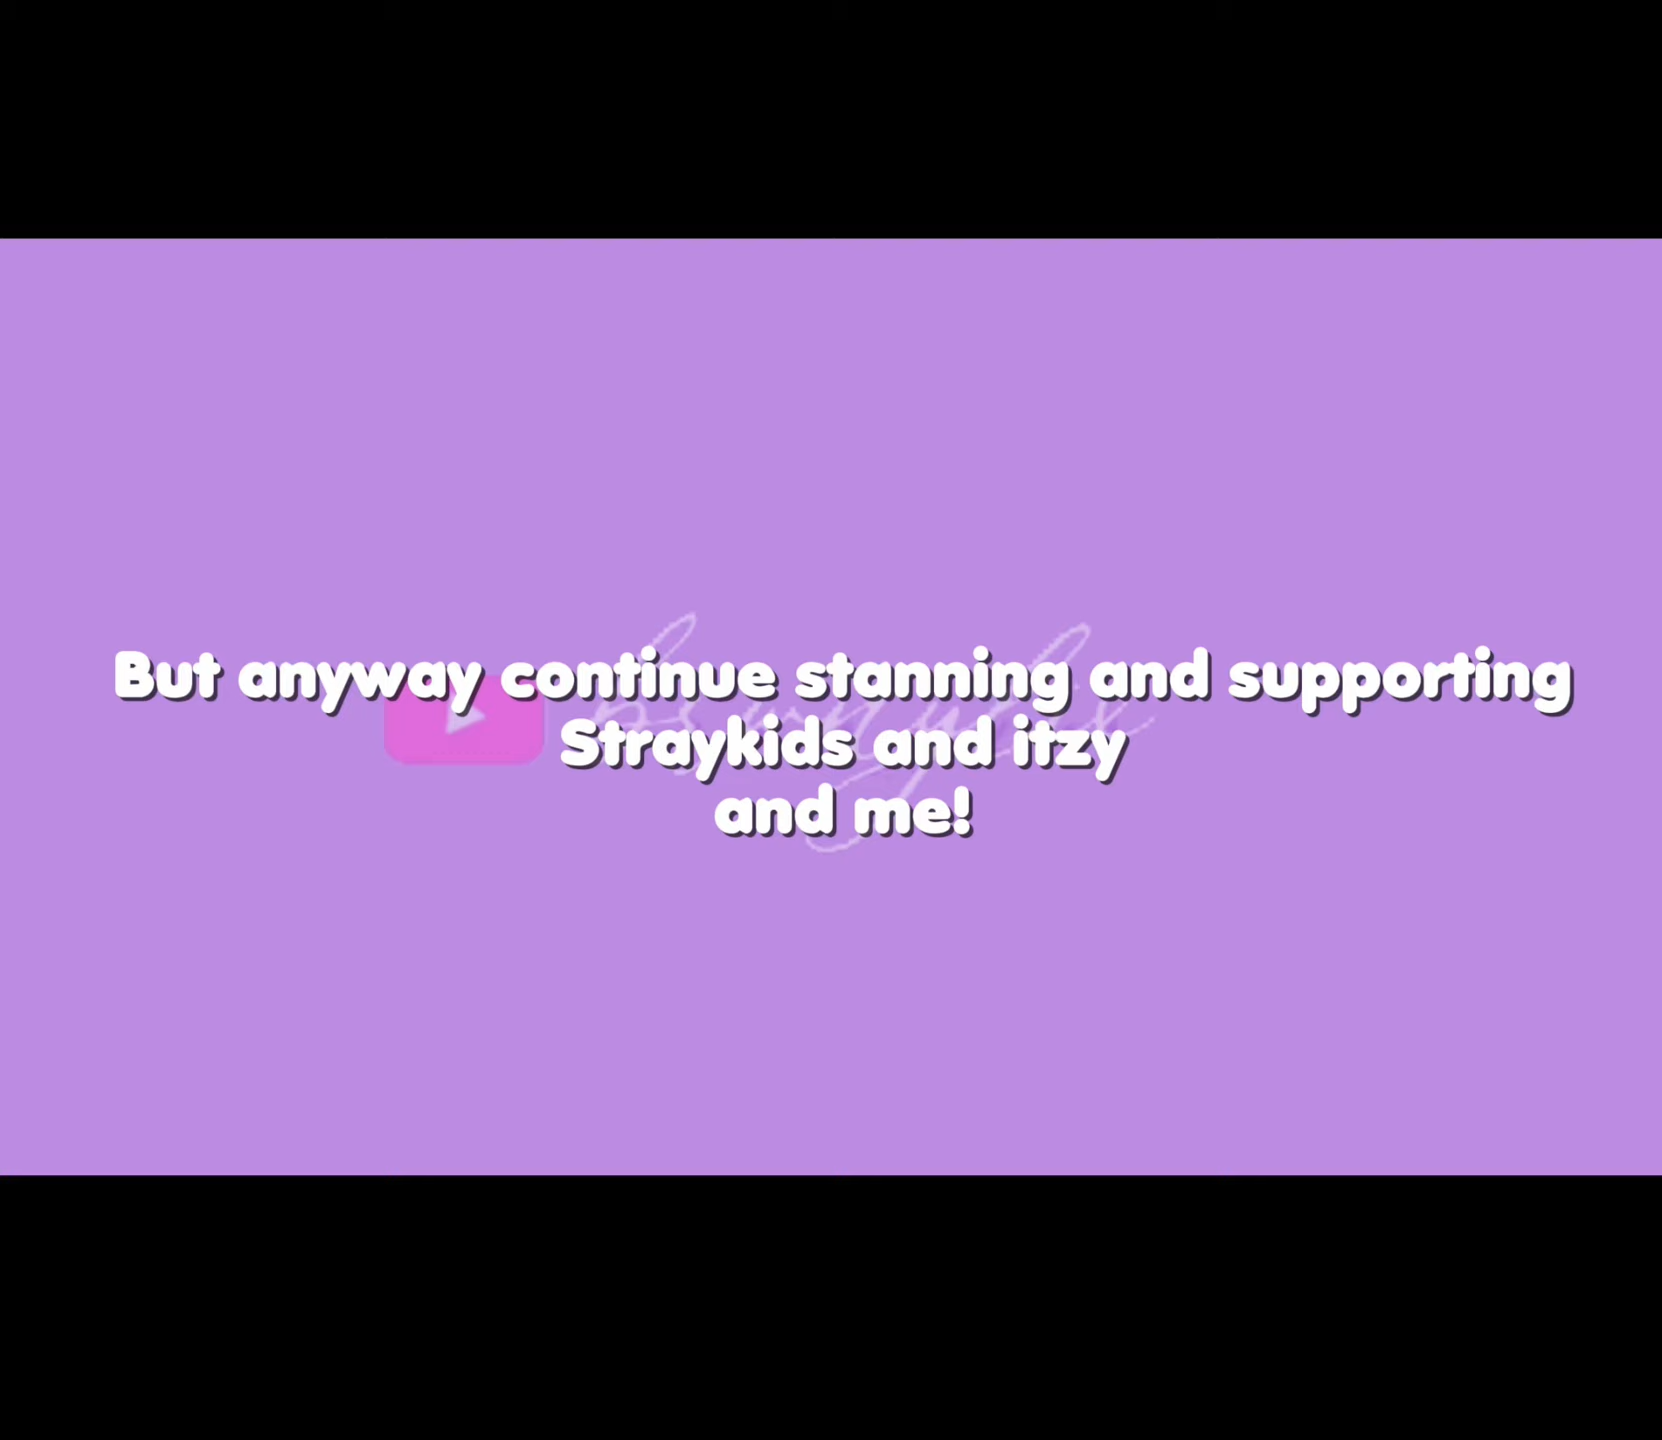 But anyway continue stanning and supporting
Straykids and itzy
and me!